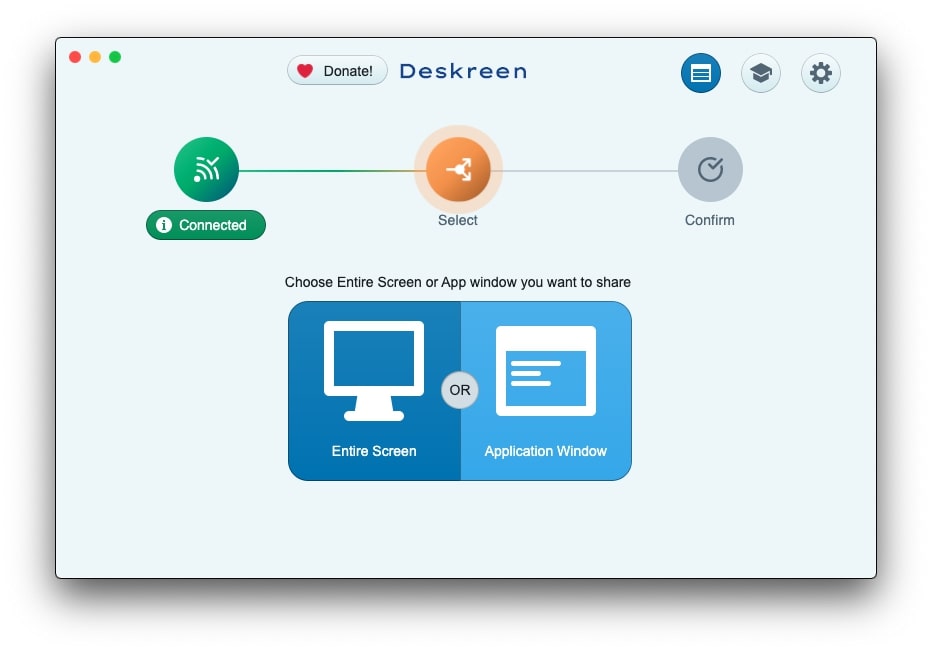 Donate!
Deskreen
Connected
Select
Confirm
Choose Entire Screen or App window you want to share
OR
Entire Screen
Application Window